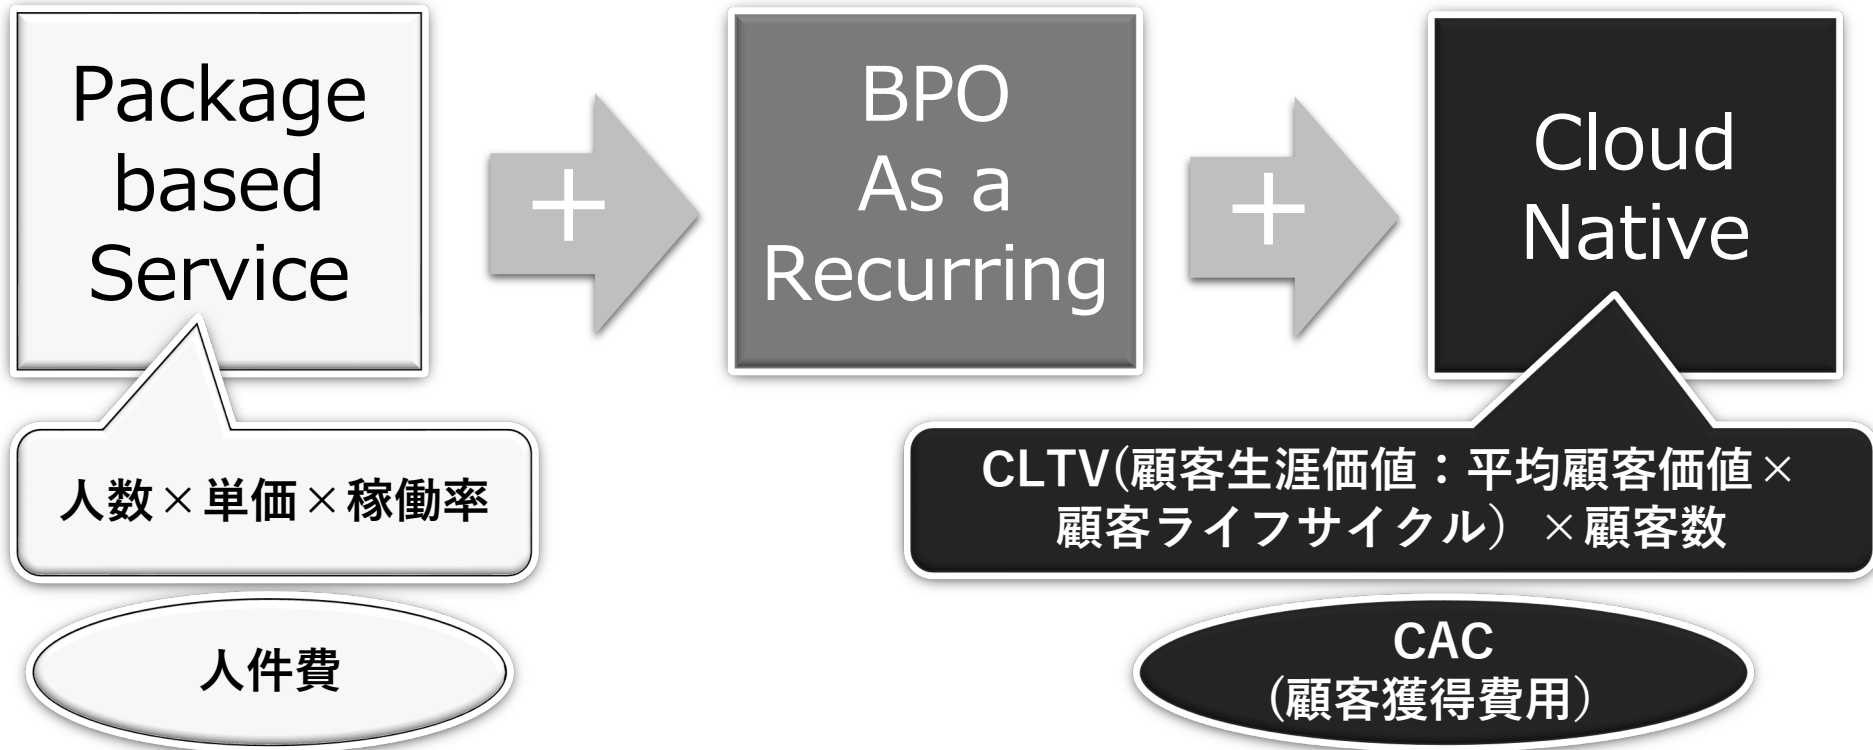 Package
based
Service
+
BPO
As a
Recurring
+
Cloud
Native
人数×単価×稼働率
CLTV(顧客生涯価値：平均顧客価値×
顧客ライフサイクル）×顧客数
人件費
CAC
(顧客獲得費用)